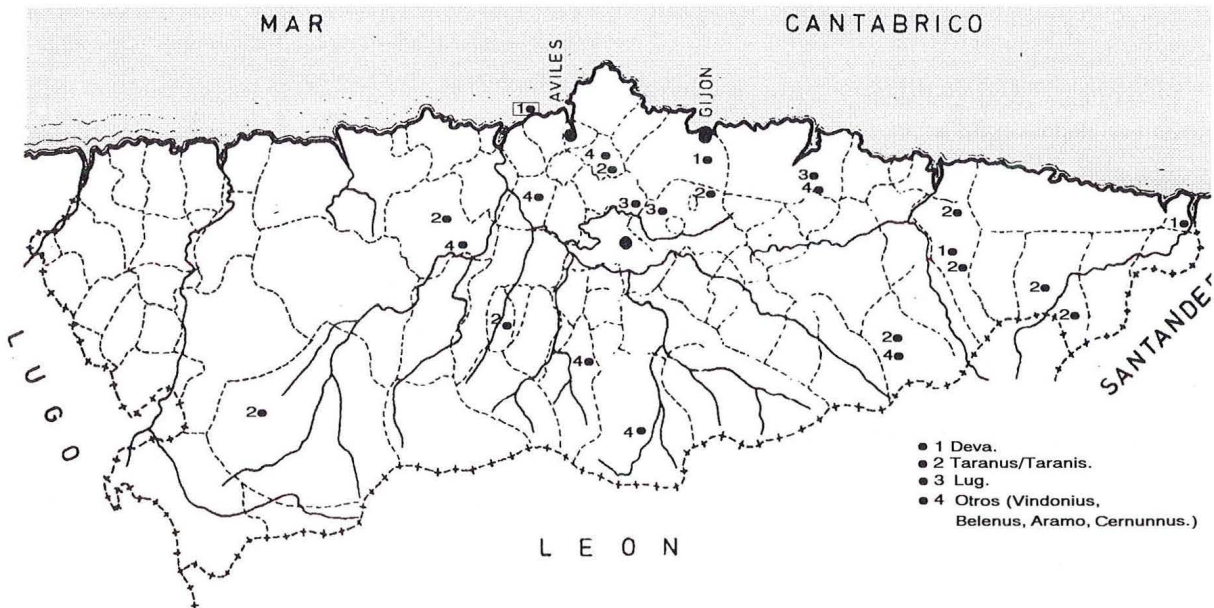 MAR
CANTABRICO
AVILES
GIJON
1
4
1
2
3
4
2
4
3
3
2
2
1
4
1
2
2
2
2
2
4
4
2
4
LUGO
SANTANDER
LEON
1 Deva.
2 Taranus/Taranis.
3 Lug.
4 Otros (Vindonius,
Belenus, Aramo, Cernunnus.)